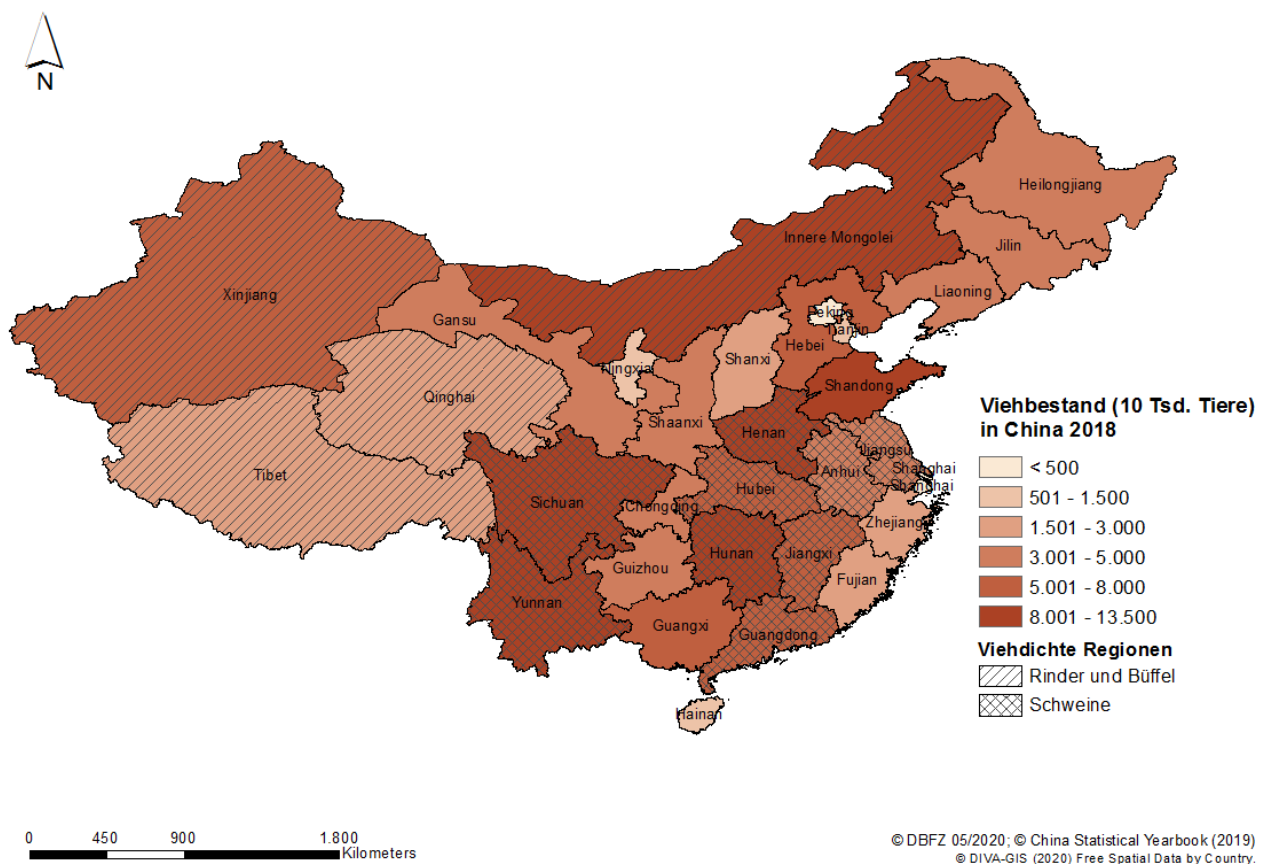 N
Heilongjiang
Innere Mongolei
Jilin
Xinjiang
Liaoning
Peking
Gansu
Tianjin
Hebei
Shanxi
Ningxia
Shandong
Qinghai
Shaanxi
Henan
Jiangsu
Tibet
Anhui
Shanghai
Shanghai
Hubei
Sichuan
Chongqing
Zhejiang
Hunan
Jiangxi
Guizhou
Fujian
Yunnan
Guangxi
Guangdong
Hainan
Viehbestand (10 Tsd. Tiere)
in China 2018
< 500
501 - 1.500
1.501 - 3.000
3.001 - 5.000
5.001 - 8.000
8.001 - 13.500
Viehdichte Regionen
Rinder und Büffel
Schweine
0 450 900 1.800
Kilometers
© DBFZ 05/2020; © China Statistical Yearbook (2019)
© DIVA-GIS (2020) Free Spatial Data by Country.